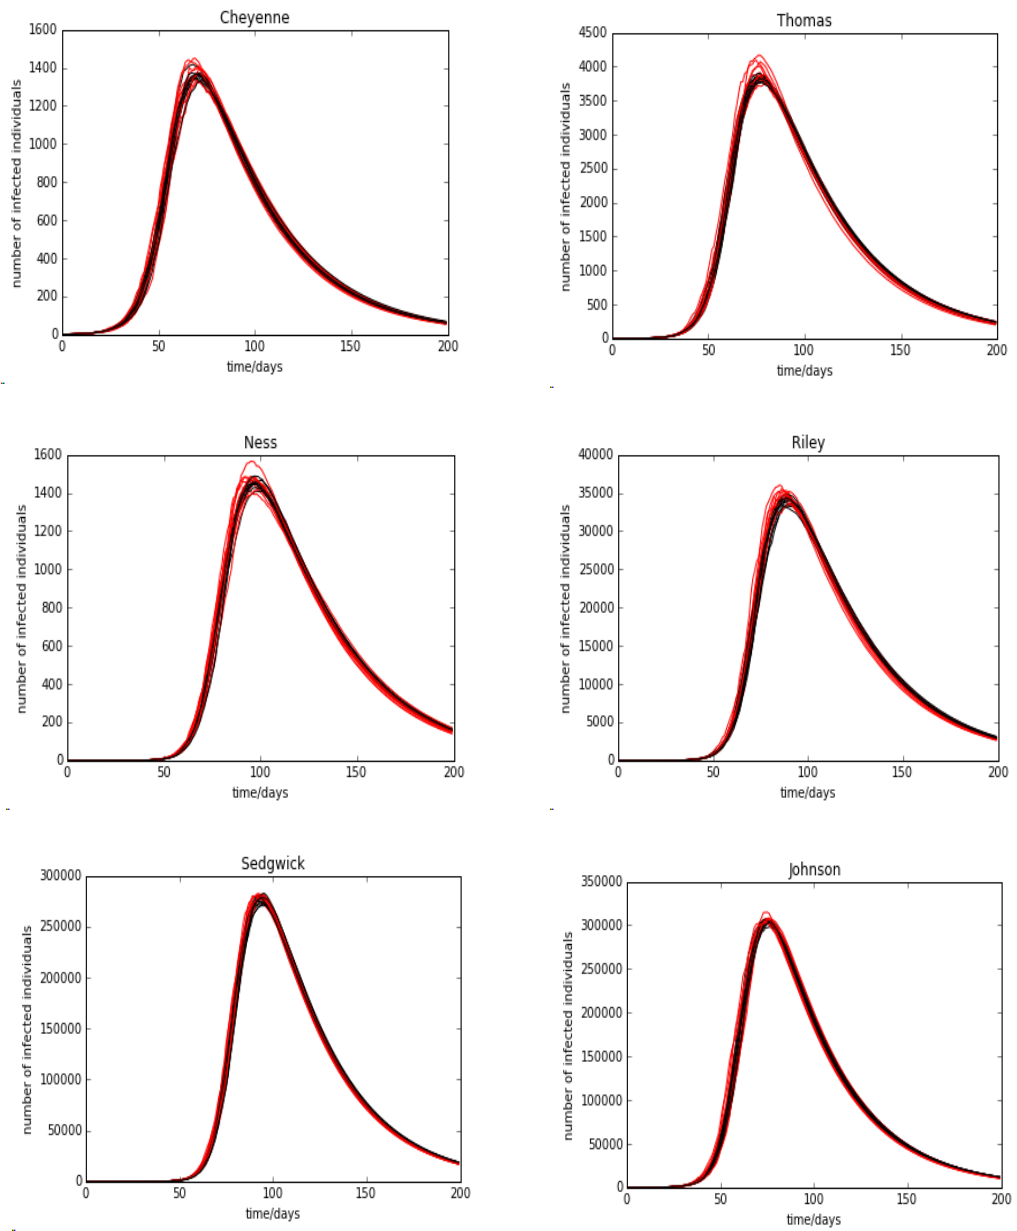 Cheyenne
1600
1400
1200
1000
800
600
400
200
0
number of infected individuals
0 50 100 150 200
time/days
Thomas
4500
4000
3500
3000
2500
2000
1500
1000
500
0
number of infected individuals
0 50 100 150 200
time/days
Ness
1600
1400
1200
1000
800
600
400
200
0
number of infected individuals
0 50 100 150 200
time/days
Riley
40000
35000
30000
25000
20000
15000
10000
5000
0
number of infected individuals
0 50 100 150 200
time/days
Sedgwick
300000
250000
200000
150000
100000
50000
0
number of infected individuals
0 50 100 150 200
time/days
Johnson
350000
300000
250000
200000
150000
100000
50000
0
number of infected individuals
0 50 100 150 200
time/days